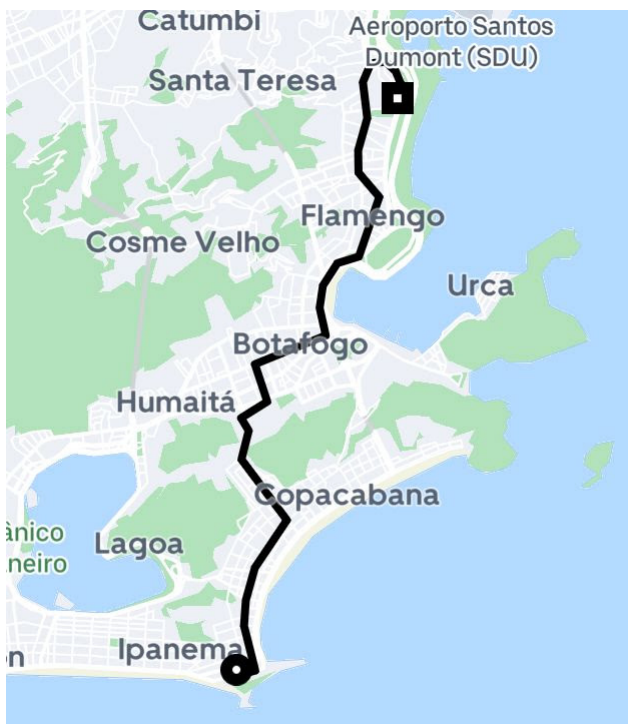 Catumbi
Aeroporto Santos
Dumont (SDU)
Santa Teresa
Flamengo
Cosme Velho
Urca
Botafogo
Humaitá
Copacabana
ânico
neiro
Lagoa
Ipanema
n